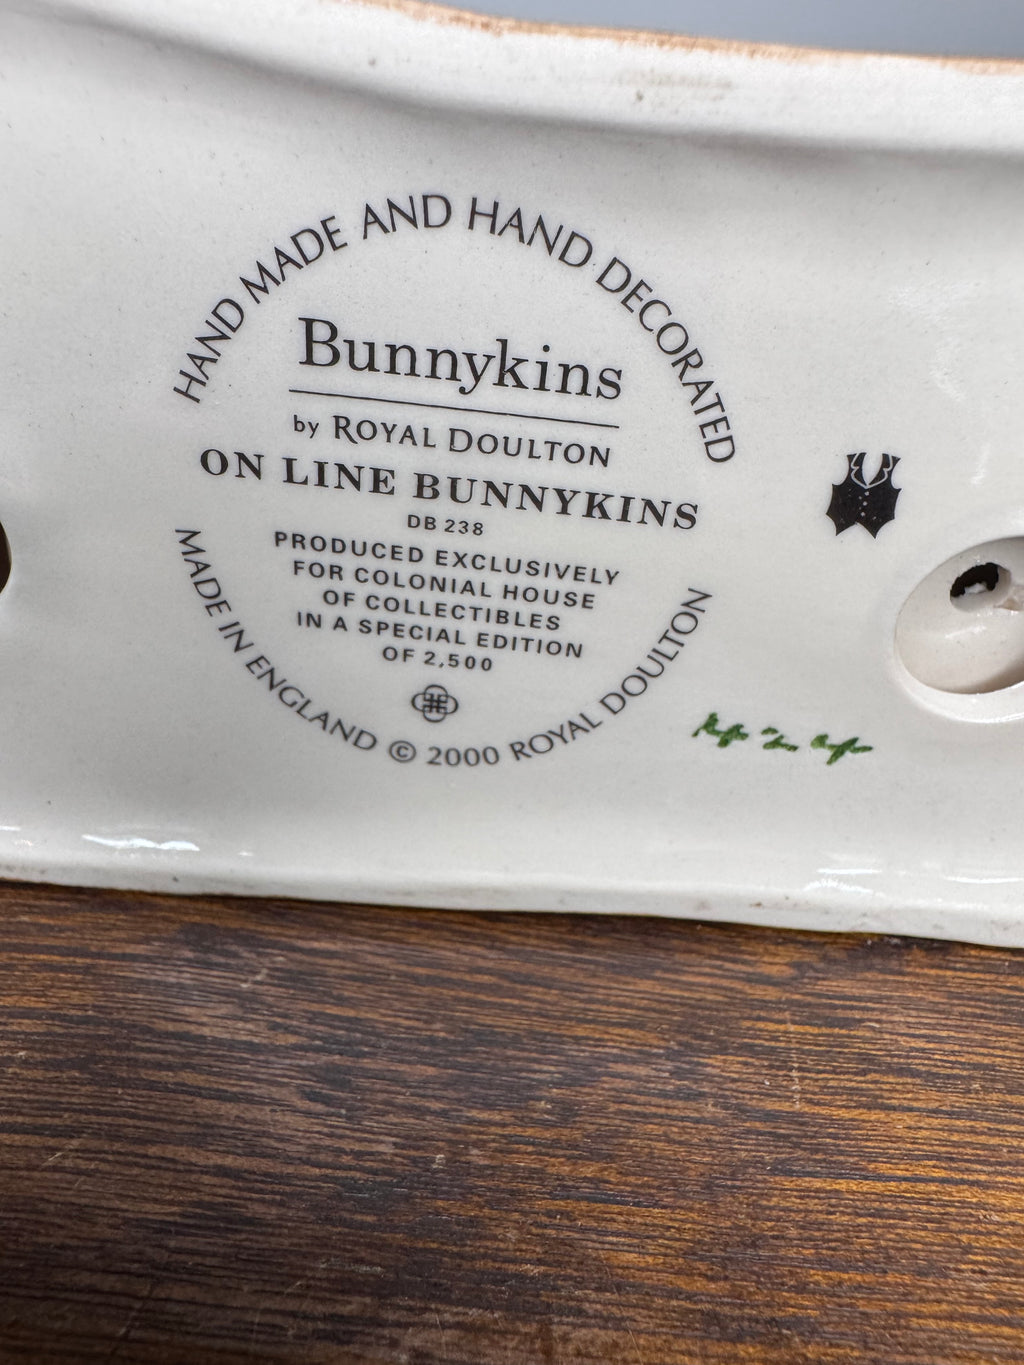 HAND MADE AND HAND DECORATED
Bunnykins
by ROYAL DOULTON
ON LINE BUNNYKINS
DB 238
PRODUCED EXCLUSIVELY
FOR COLONIAL HOUSE
OF COLLECTIBLES
IN A SPECIAL EDITION
OF 2,500
MADE IN ENGLAND © 2000 ROYAL DOULTON